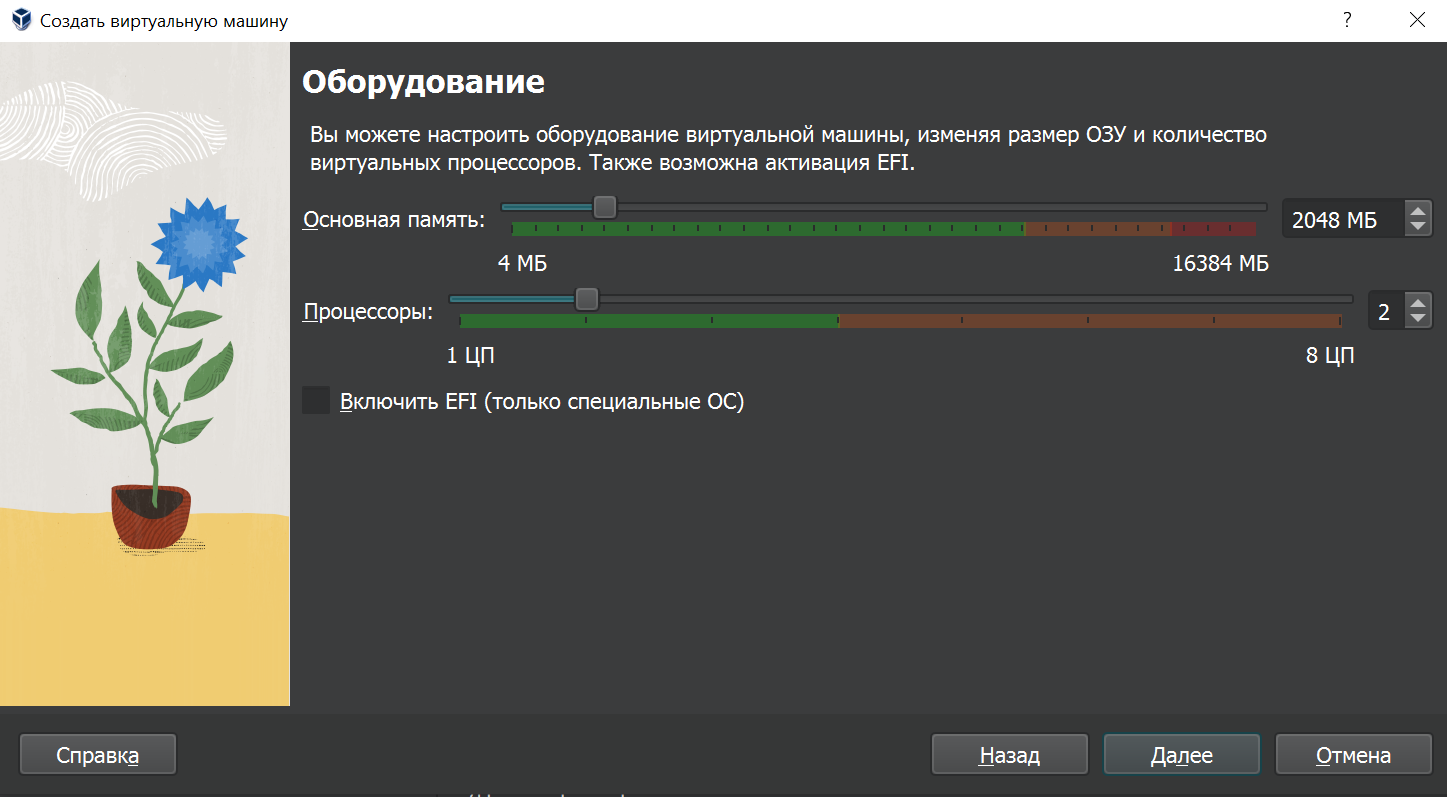 Создать виртуальную машину
?
Оборудование
Вы можете настроить оборудование виртуальной машины, изменяя размер ОЗУ и количество
виртуальных процессоров. Также возможна активация EFI.
Основная память:
2048 МБ
4 МБ
16384 МБ
Процессоры:
2
1 ЦП
8 ЦП
Включить EFI (только специальные ОС)
Справка
Назад
Далее
Отмена